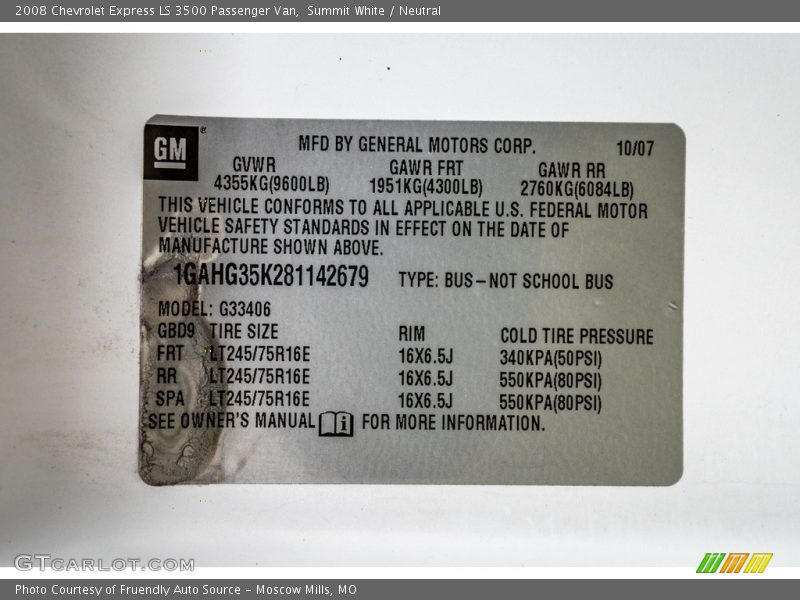 2008 Chevrolet Express LS 3500 Passenger Van,  Summit White / Neutral
GM®
MFD BY GENERAL MOTORS CORP. 10/07
GVWR GAWR FRT GAWR RR
4355KG(9600LB) 1951KG(4300LB) 2760KG(6084LB)
THIS VEHICLE CONFORMS TO ALL APPLICABLE U.S. FEDERAL MOTOR
VEHICLE SAFETY STANDARDS IN EFFECT ON THE DATE OF
MANUFACTURE SHOWN ABOVE.
1GAHG35K281142679 TYPE: BUS–NOT SCHOOL BUS
MODEL: G33406
GBD9 TIRE SIZE RIM COLD TIRE PRESSURE
FRT LT245/75R16E 16X6.5J 340KPA(50PSI)
RR LT245/75R16E 16X6.5J 550KPA(80PSI)
SPA LT245/75R16E 16X6.5J 550KPA(80PSI)
SEE OWNER'S MANUAL i FOR MORE INFORMATION.
GTCARLOT.COM
Photo Courtesy of Fruendly Auto Source – Moscow Mills, MO